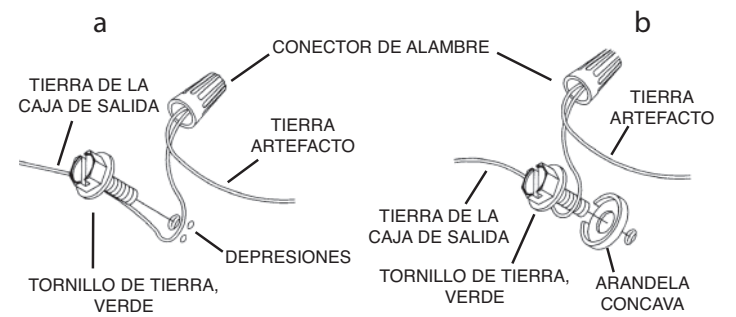 a
b
CONECTOR DE ALAMBRE
TIERRA DE LA
CAJA DE SALIDA
TIERRA
ARTEFACTO
DEPRESIONES
TORNILLO DE TIERRA,
VERDE
TIERRA
ARTEFACTO
TIERRA DE LA
CAJA DE SALIDA
TORNILLO DE TIERRA,
VERDE
ARANDELA
CONCAVA